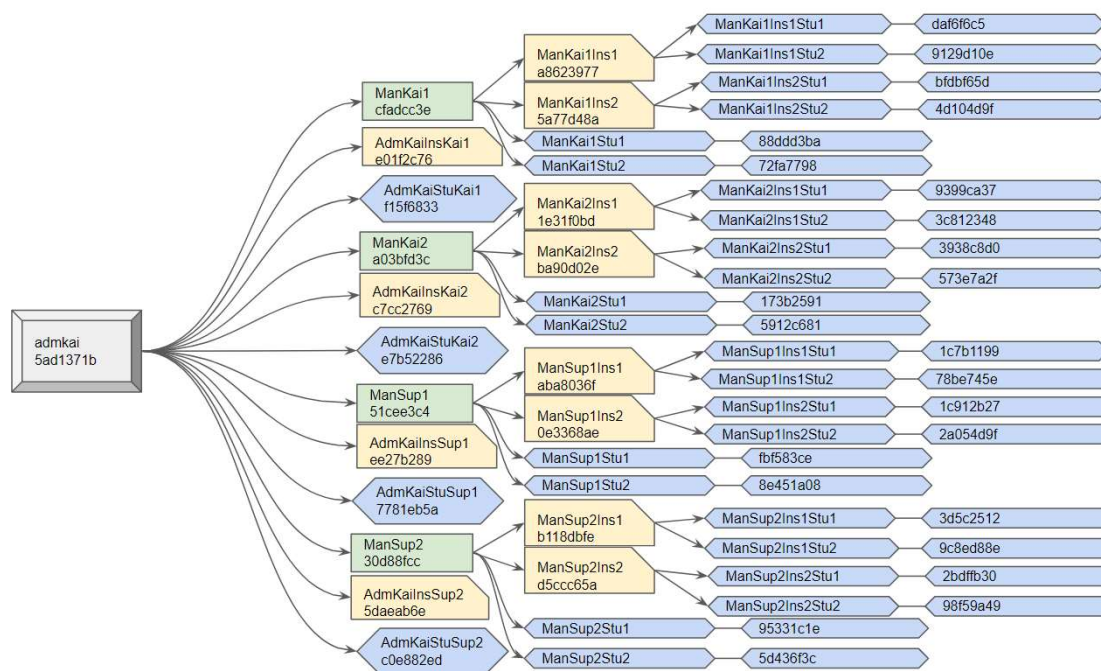 admkai
5ad1371b
ManKai1
cfadcc3e
AdmKaiInsKai1
e01f2c76
AdmKaiStuKai1
f15f6833
ManKai2
a03bfd3c
AdmKaiInsKai2
c7cc2769
AdmKaiStuKai2
e7b52286
ManSup1
51cee3c4
AdmKaiInsSup1
ee27b289
AdmKaiStuSup1
7781eb5a
ManSup2
30d88fcc
AdmKaiInsSup2
5daeab6e
AdmKaiStuSup2
c0e882ed
ManKai1Ins1
a8623977
ManKai1Ins2
5a77d48a
ManKai1Stu1
88ddd3ba
ManKai1Stu2
72fa7798
ManKai2Ins1
1e31f0bd
ManKai2Ins2
ba90d02e
ManKai2Stu1
173b2591
ManKai2Stu2
5912c681
ManSup1Ins1
aba8036f
ManSup1Ins2
0e3368ae
ManSup1Stu1
fbf583ce
ManSup1Stu2
8e451a08
ManSup2Ins1
b118dbfe
ManSup2Ins2
d5ccc65a
ManSup2Stu1
95331c1e
ManSup2Stu2
5d436f3c
ManKai1Ins1Stu1
daf6f6c5
ManKai1Ins1Stu2
9129d10e
ManKai1Ins2Stu1
bfdbf65d
ManKai1Ins2Stu2
4d104d9f
ManKai2Ins1Stu1
9399ca37
ManKai2Ins1Stu2
3c812348
ManKai2Ins2Stu1
3938c8d0
ManKai2Ins2Stu2
573e7a2f
ManSup1Ins1Stu1
1c7b1199
ManSup1Ins1Stu2
78be745e
ManSup1Ins2Stu1
1c912b27
ManSup1Ins2Stu2
2a054d9f
ManSup2Ins1Stu1
3d5c2512
ManSup2Ins1Stu2
9c8ed88e
ManSup2Ins2Stu1
2bdffb30
ManSup2Ins2Stu2
98f59a49